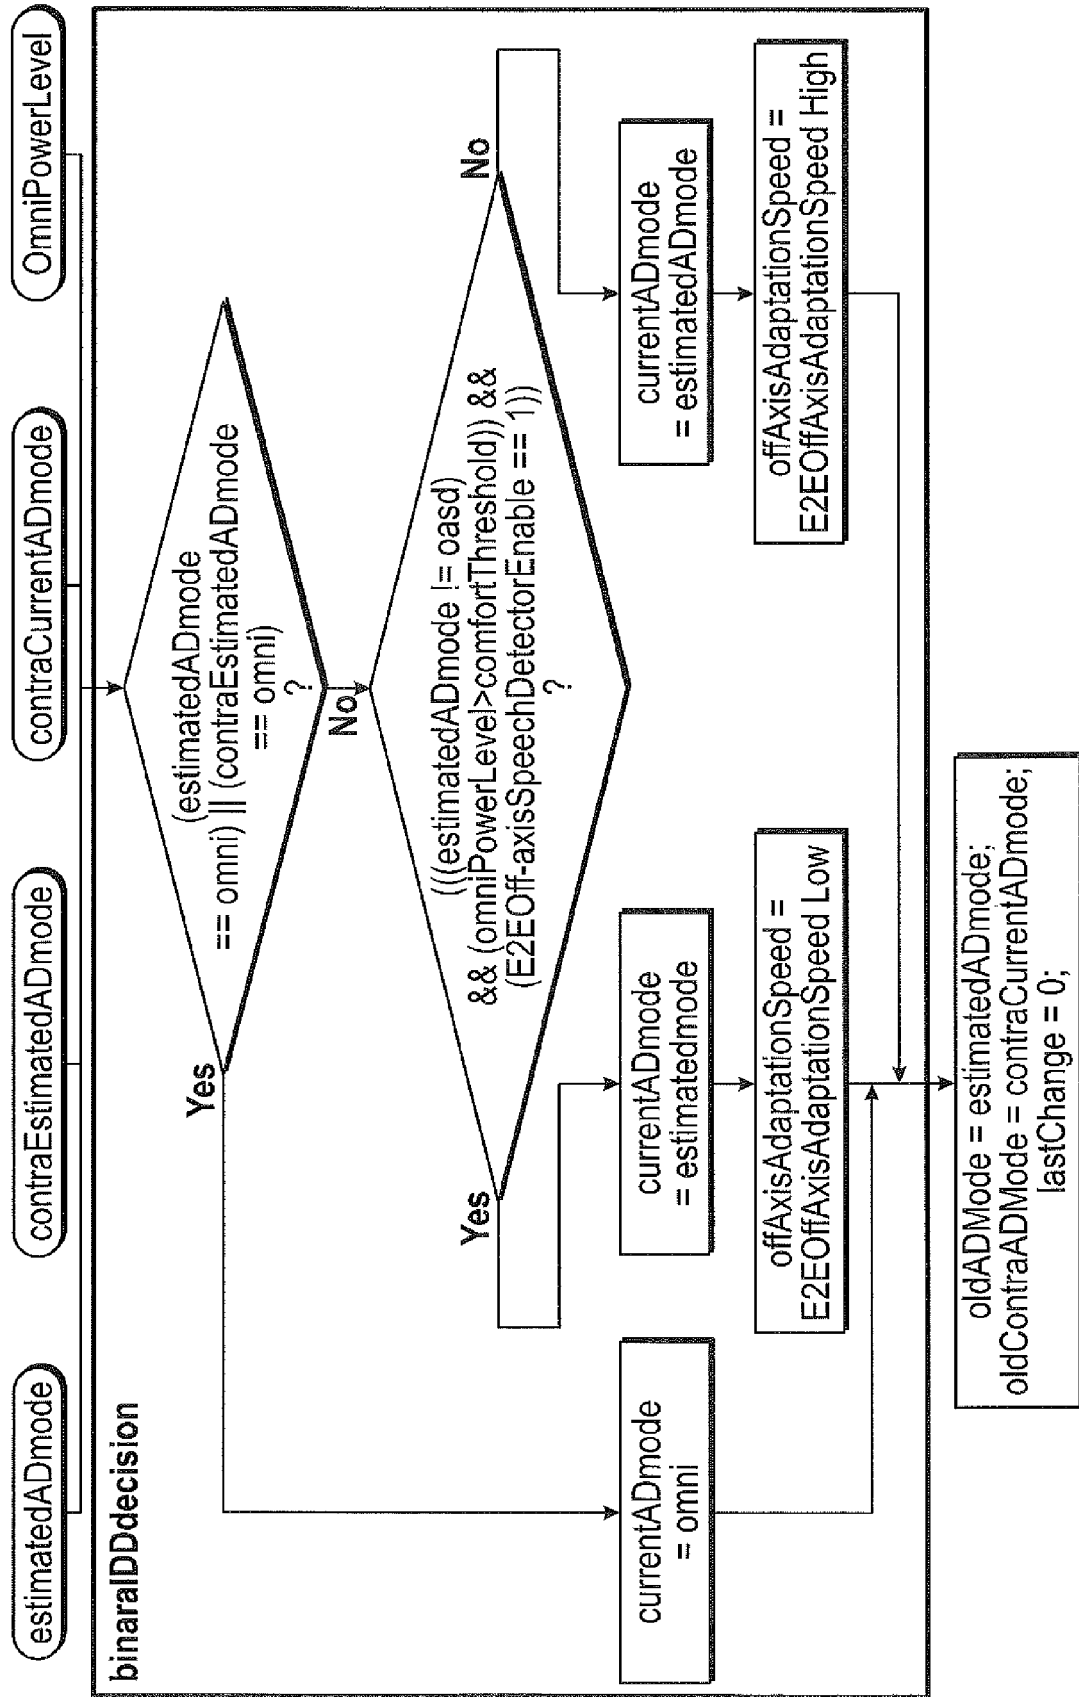 estimatedADmode
contraEstimatedADmode
contraCurrentADmode
OmniPowerLevel
binaralDDdecision
(estimatedADmode
== omni) || (contraEstimatedADmode
== omni)
?
Yes
No
(((estimatedADmode != oasd)
&& (omniPowerLevel>comfortThreshold)) &&
(E2EOff-axisSpeechDetectorEnable == 1))
?
Yes
No
currentADmode
= omni
currentADmode
= estimatedmode
currentADmode
= estimatedADmode
offAxisAdaptationSpeed =
E2EOffAxisAdaptationSpeed Low
offAxisAdaptationSpeed =
E2EOffAxisAdaptationSpeed High
oldADMode = estimatedADmode;
oldContraADMode = contraCurrentADmode;
lastChange = 0;